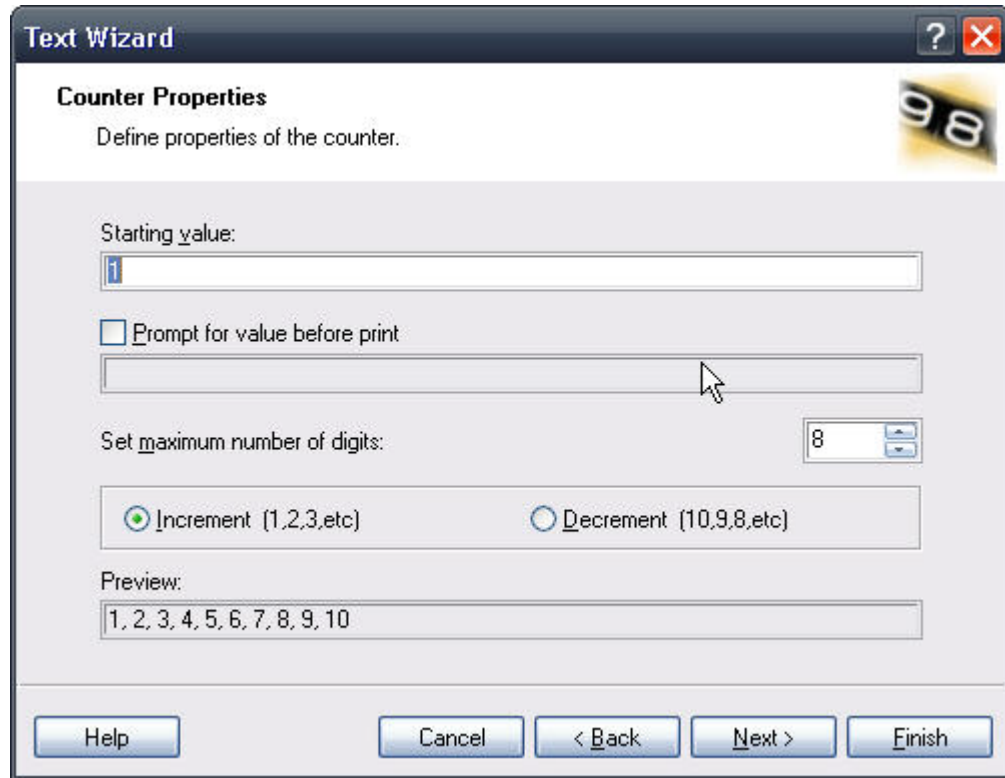 Text Wizard
?
Counter Properties
Define properties of the counter.
98
Starting value:
1
Prompt for value before print
Set maximum number of digits: 8
Increment (1,2,3,etc) Decrement (10,9,8,etc)
Preview:
1, 2, 3, 4, 5, 6, 7, 8, 9, 10
Help Cancel < Back Next > Finish